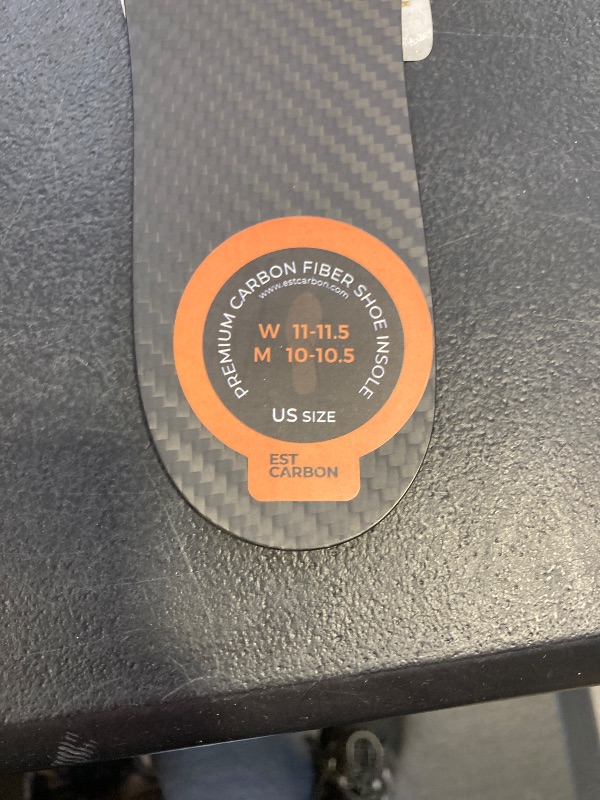 PREMIUM CARBON FIBER SHOE INSOLE
www.estcarbon.com
W 11-11.5
M 10-10.5
US SIZE
EST
CARBON